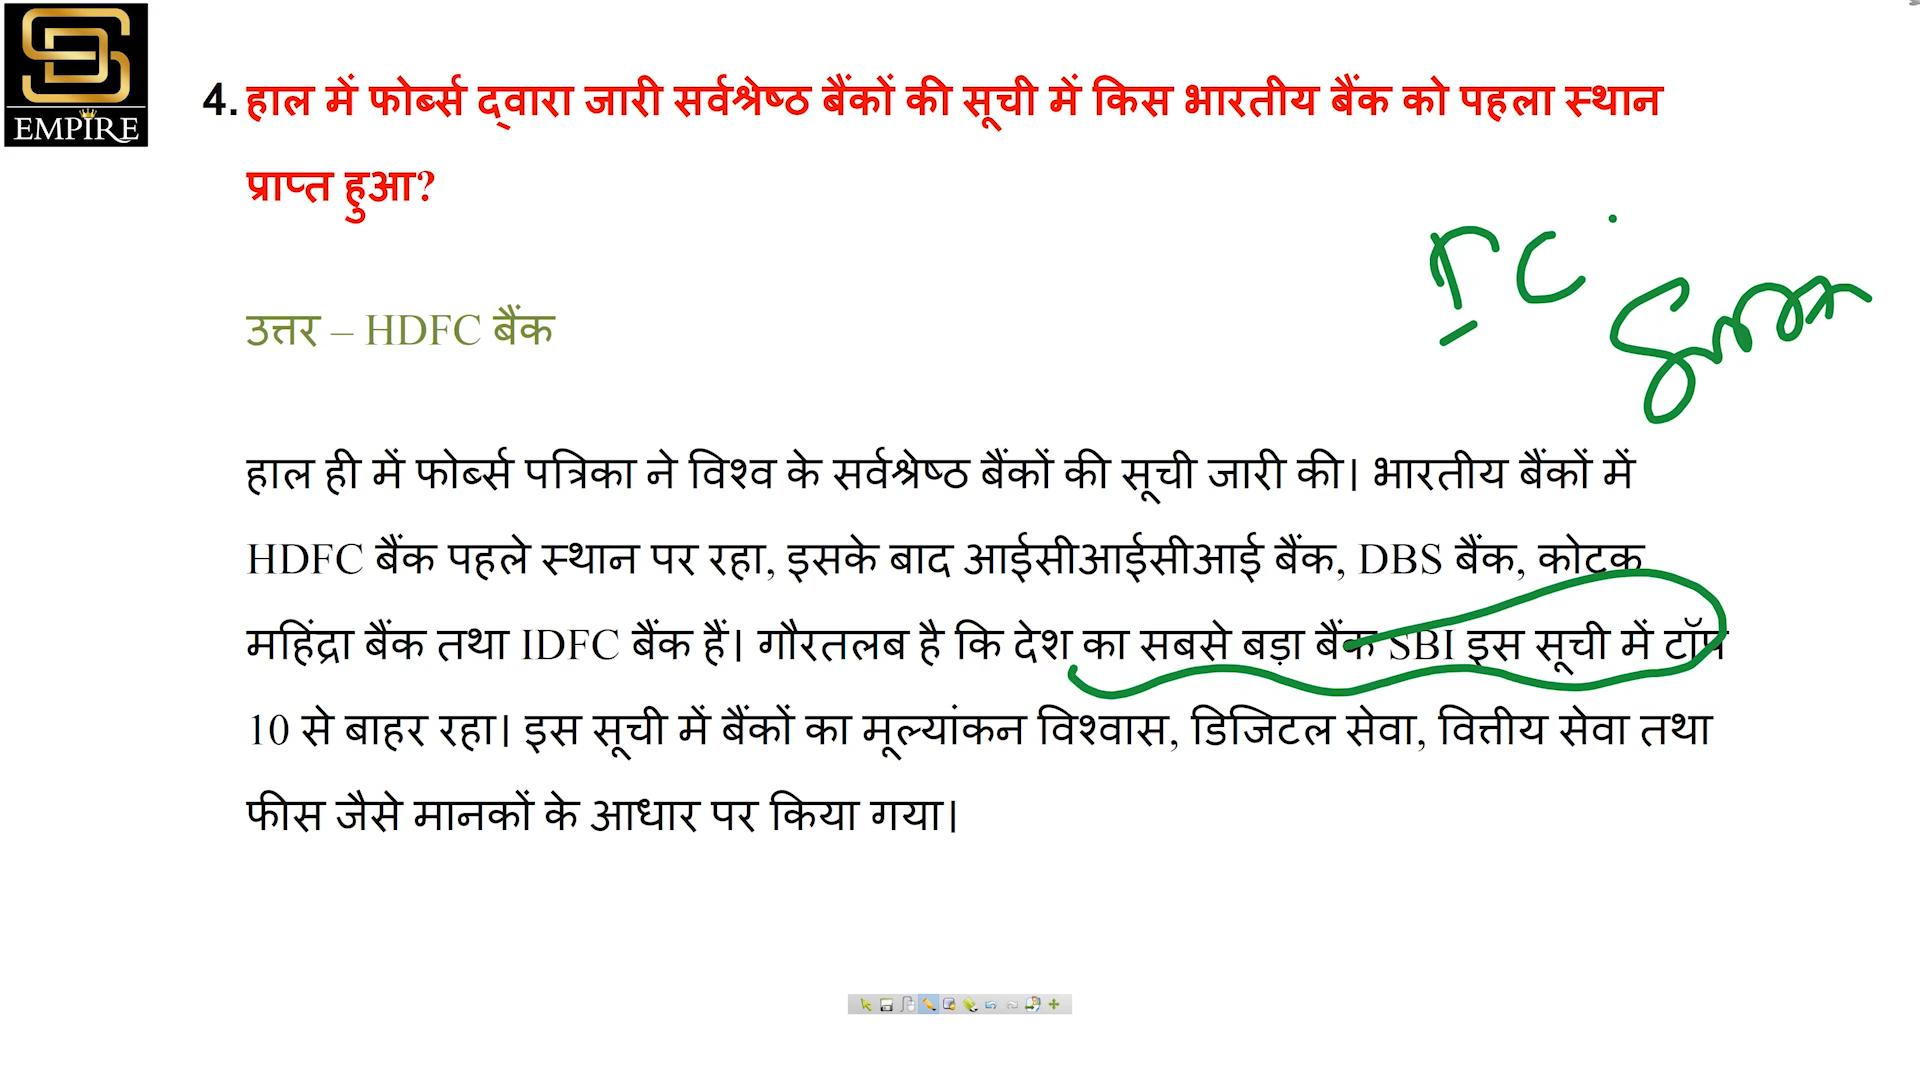 SD
EMPIRE
4. हाल में फोर्ब्स द्वारा जारी सर्वश्रेष्ठ बैंकों की सूची में किस भारतीय बैंक को पहला स्थान
प्राप्त हुआ?
उत्तर – HDFC बैंक
हाल ही में फोर्ब्स पत्रिका ने विश्व के सर्वश्रेष्ठ बैंकों की सूची जारी की। भारतीय बैंकों में
HDFC बैंक पहले स्थान पर रहा, इसके बाद आईसीआईसीआई बैंक, DBS बैंक, कोटक
महिंद्रा बैंक तथा IDFC बैंक हैं। गौरतलब है कि देश का सबसे बड़ा बैंक SBI इस सूची में टॉप
10 से बाहर रहा। इस सूची में बैंकों का मूल्यांकन विश्वास, डिजिटल सेवा, वित्तीय सेवा तथा
फीस जैसे मानकों के आधार पर किया गया।